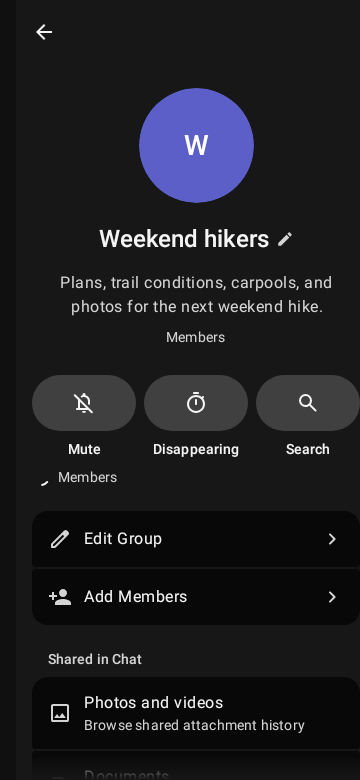 W
Weekend hikers
Plans, trail conditions, carpools, and
photos for the next weekend hike.
Members
Mute
Disappearing
Search
Members
Edit Group
Add Members
Shared in Chat
Photos and videos
Browse shared attachment history
Documents